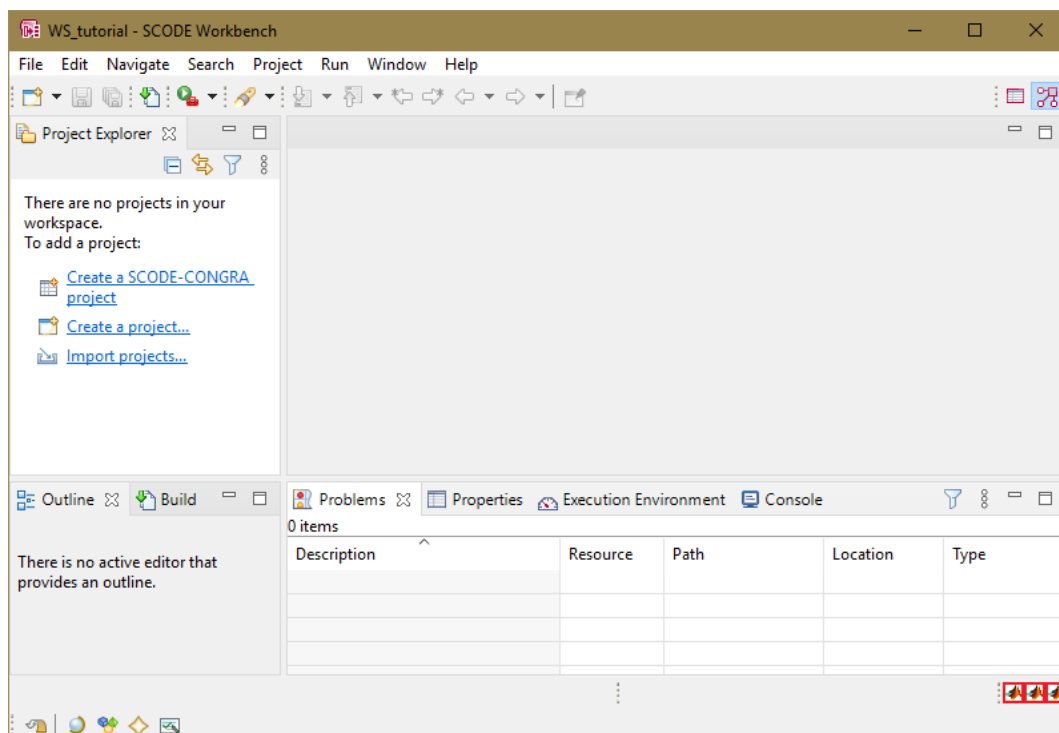 WS_tutorial - SCODE Workbench
File Edit Navigate Search Project Run Window Help
Project Explorer
There are no projects in your
workspace.
To add a project:
Create a SCODE-CONGRA
project
Create a project...
Import projects...
Outline Build
There is no active editor that
provides an outline.
Problems Properties Execution Environment Console
0 items
Description Resource Path Location Type